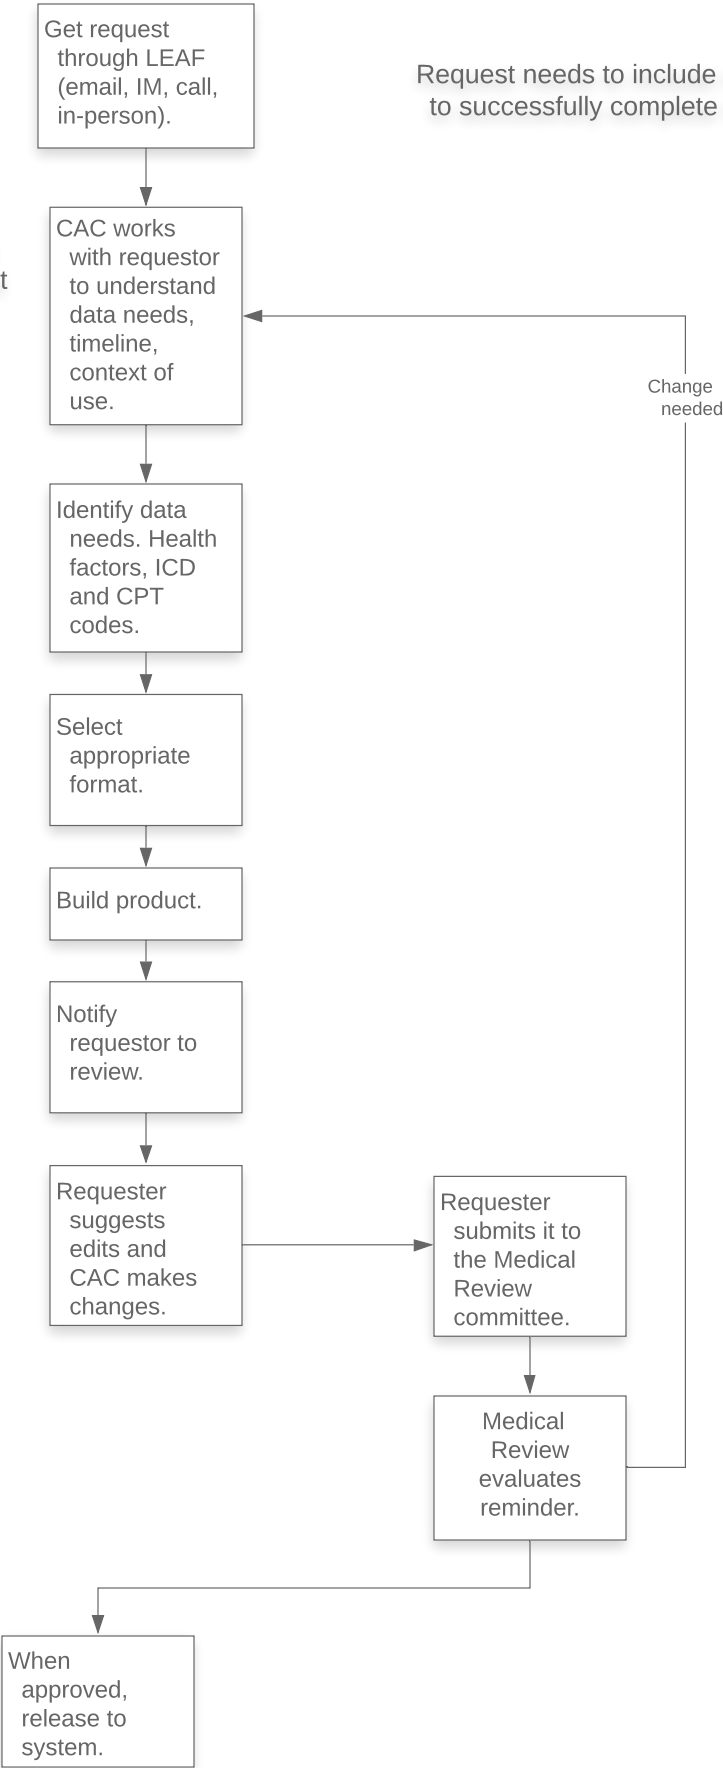 Get request
through LEAF
(email, IM, call,
in-person).
Request needs to include
to successfully complete
CAC works
with requestor
to understand
data needs,
timeline,
context of
use.
t
Change
needed
Identify data
needs. Health
factors, ICD
and CPT
codes.
Select
appropriate
format.
Build product.
Notify
requestor to
review.
Requester
suggests
edits and
CAC makes
changes.
Requester
submits it to
the Medical
Review
committee.
Medical
Review
evaluates
reminder.
When
approved,
release to
system.